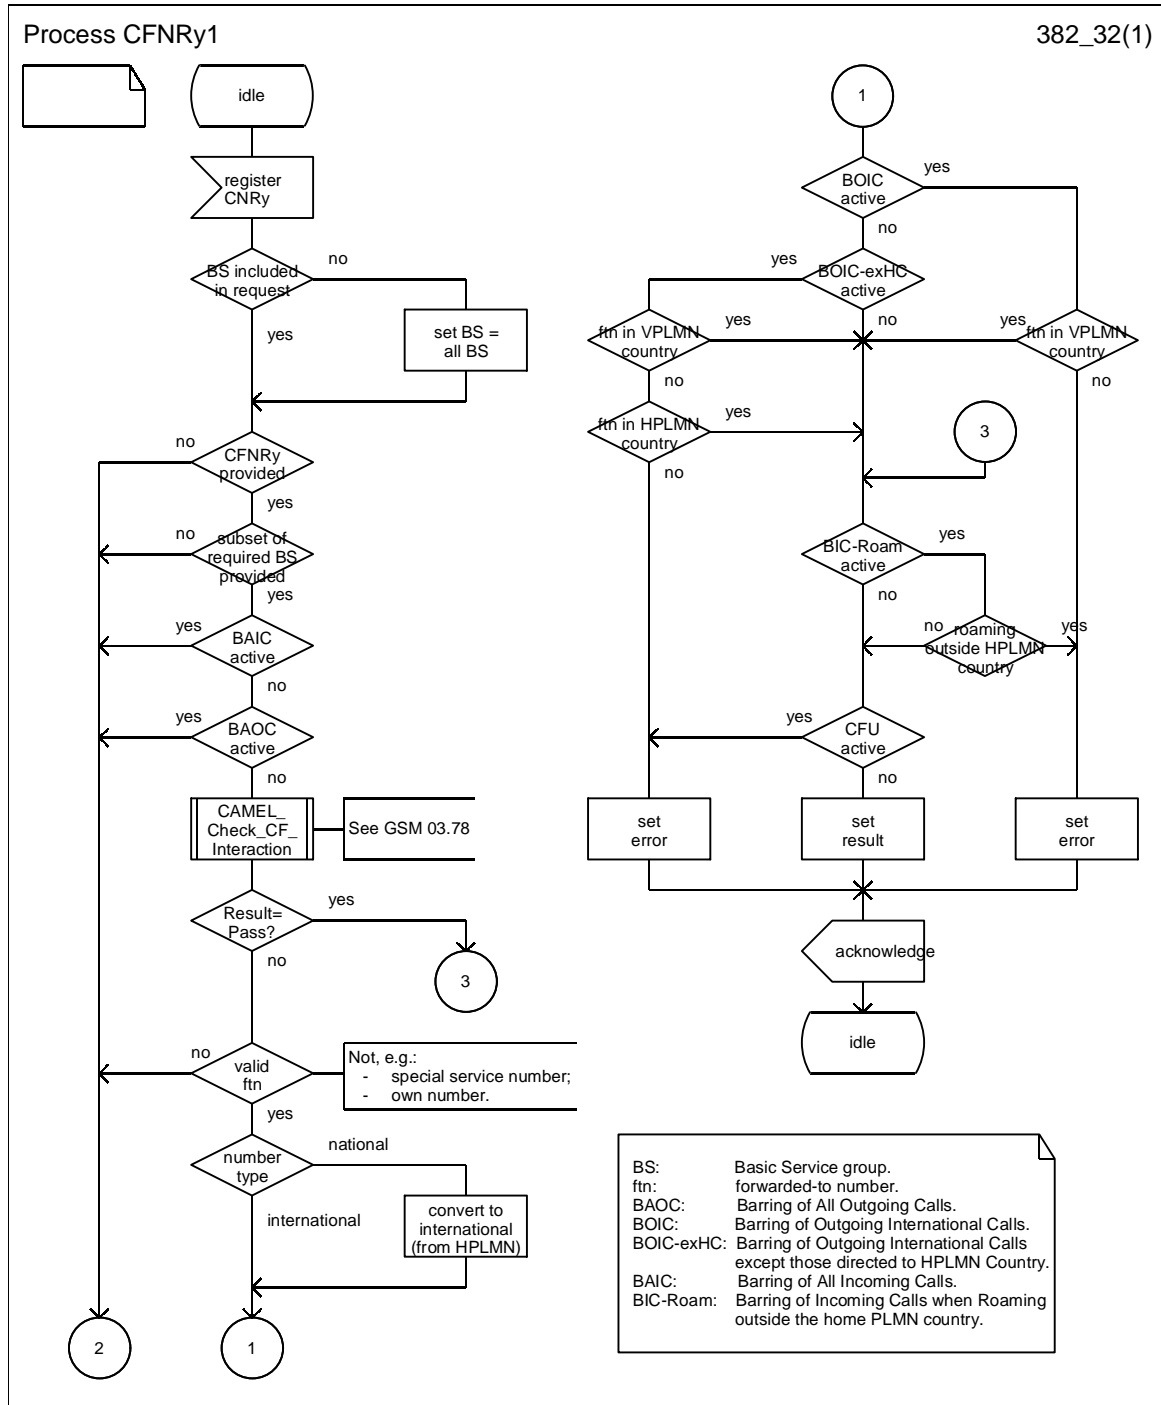 Process CFNRy1
382_32(1)
idle
register
CNRy
BS included
in request
no
yes
set BS =
all BS
no
CFNRy
provided
yes
no
subset of
required BS
provided
yes
yes
BAIC
active
no
yes
BAOC
active
no
CAMEL_
Check_CF_
Interaction
See GSM 03.78
Result=
Pass?
yes
no
3
no
valid
ftn
Not, e.g.:
- special service number;
- own number.
yes
number
type
national
international
convert to
international
(from HPLMN)
2
1
1
BOIC
active
yes
no
yes
BOIC-exHC
active
no
ftn in VPLMN
country
yes
no
yes
ftn in VPLMN
country
no
ftn in HPLMN
country
yes
no
3
BIC-Roam
active
yes
no
no
roaming
outside HPLMN
country
yes
yes
CFU
active
no
set
error
set
result
set
error
acknowledge
idle
BS: Basic Service group.
ftn: forwarded-to number.
BAOC: Barring of All Outgoing Calls.
BOIC: Barring of Outgoing International Calls.
BOIC-exHC: Barring of Outgoing International Calls
except those directed to HPLMN Country.
BAIC: Barring of All Incoming Calls.
BIC-Roam: Barring of Incoming Calls when Roaming
outside the home PLMN country.